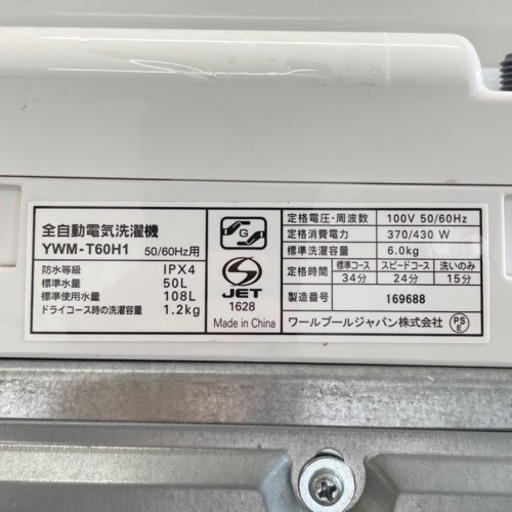 全自動電気洗濯機
YWM-T60H1 50/60Hz用
防水等級 IPX4
標準水量 50L
標準使用水量 108L
ドライコース時の洗濯容量 1.2kg
G
S
JET
1628
Made in China
定格電圧・周波数 100V 50/60Hz
定格消費電力 370/430 W
標準洗濯容量 6.0kg
定格時間 標準コース 34分 スピードコース 24分 洗いのみ 15分
製造番号 169688
ワールプールジャパン株式会社 PSE